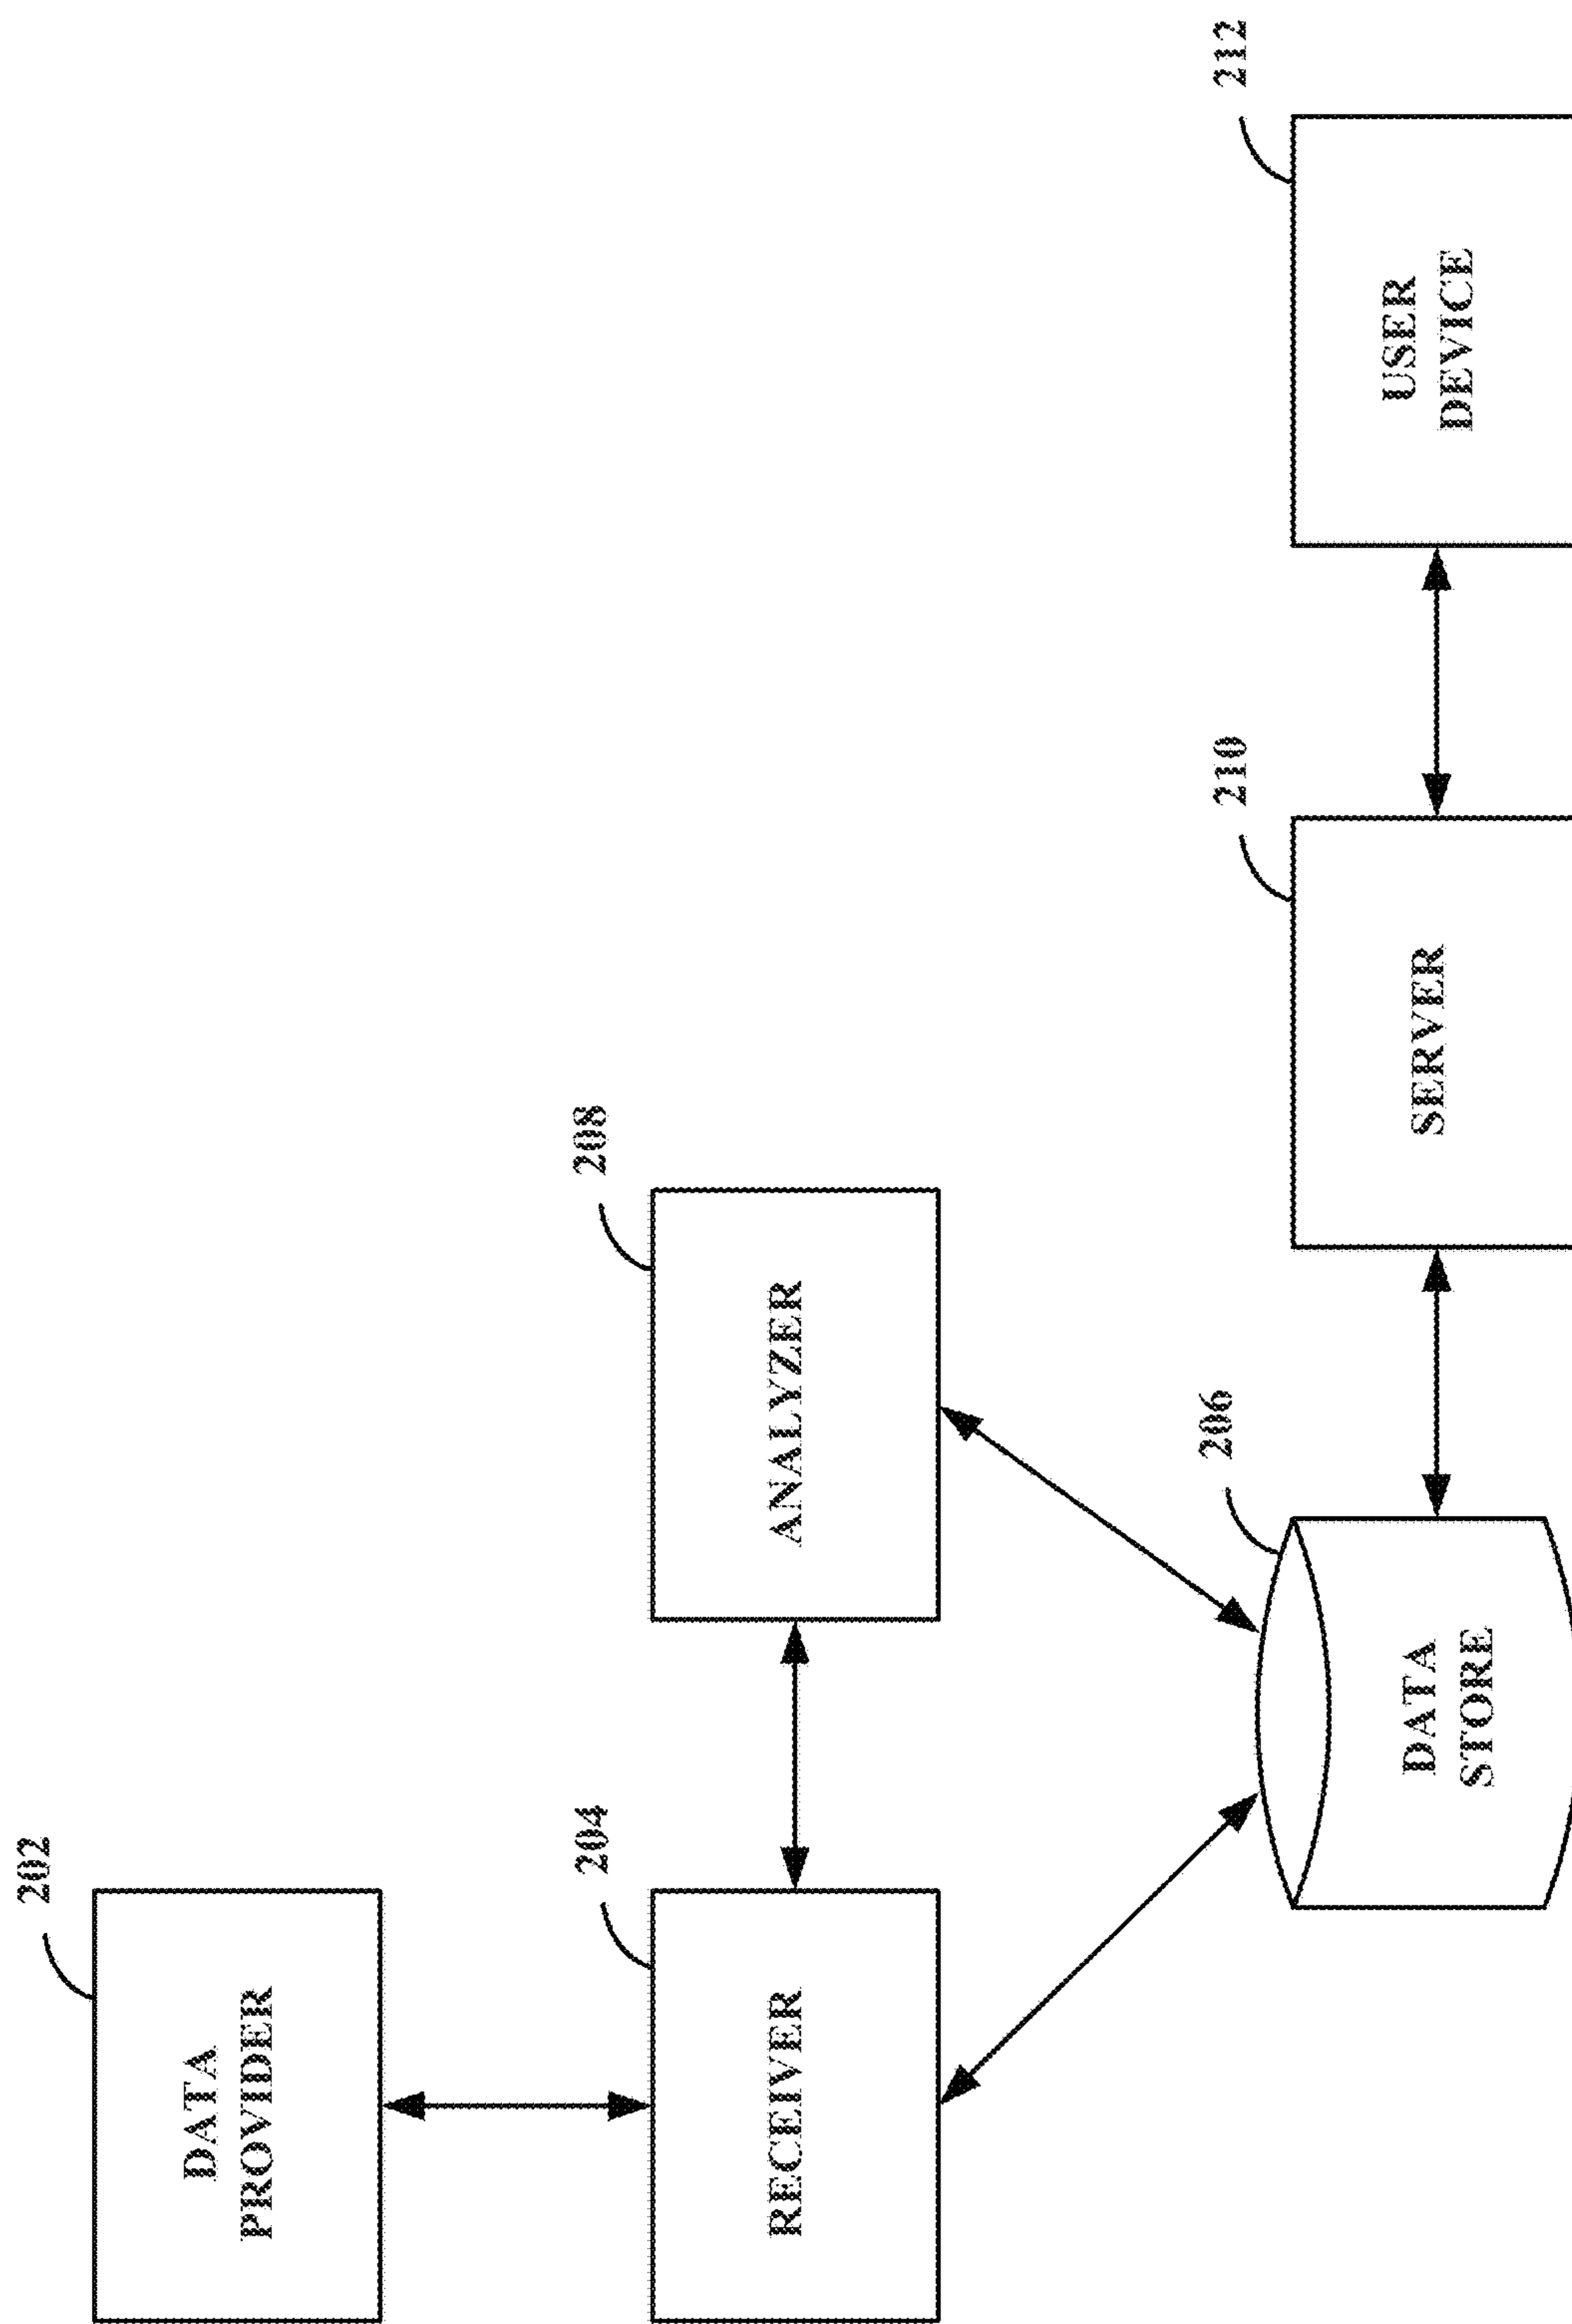 202
DATA
PROVIDER
204
RECEIVER
208
ANALYZER
206
DATA
STORE
210
SERVER
212
USER
DEVICE